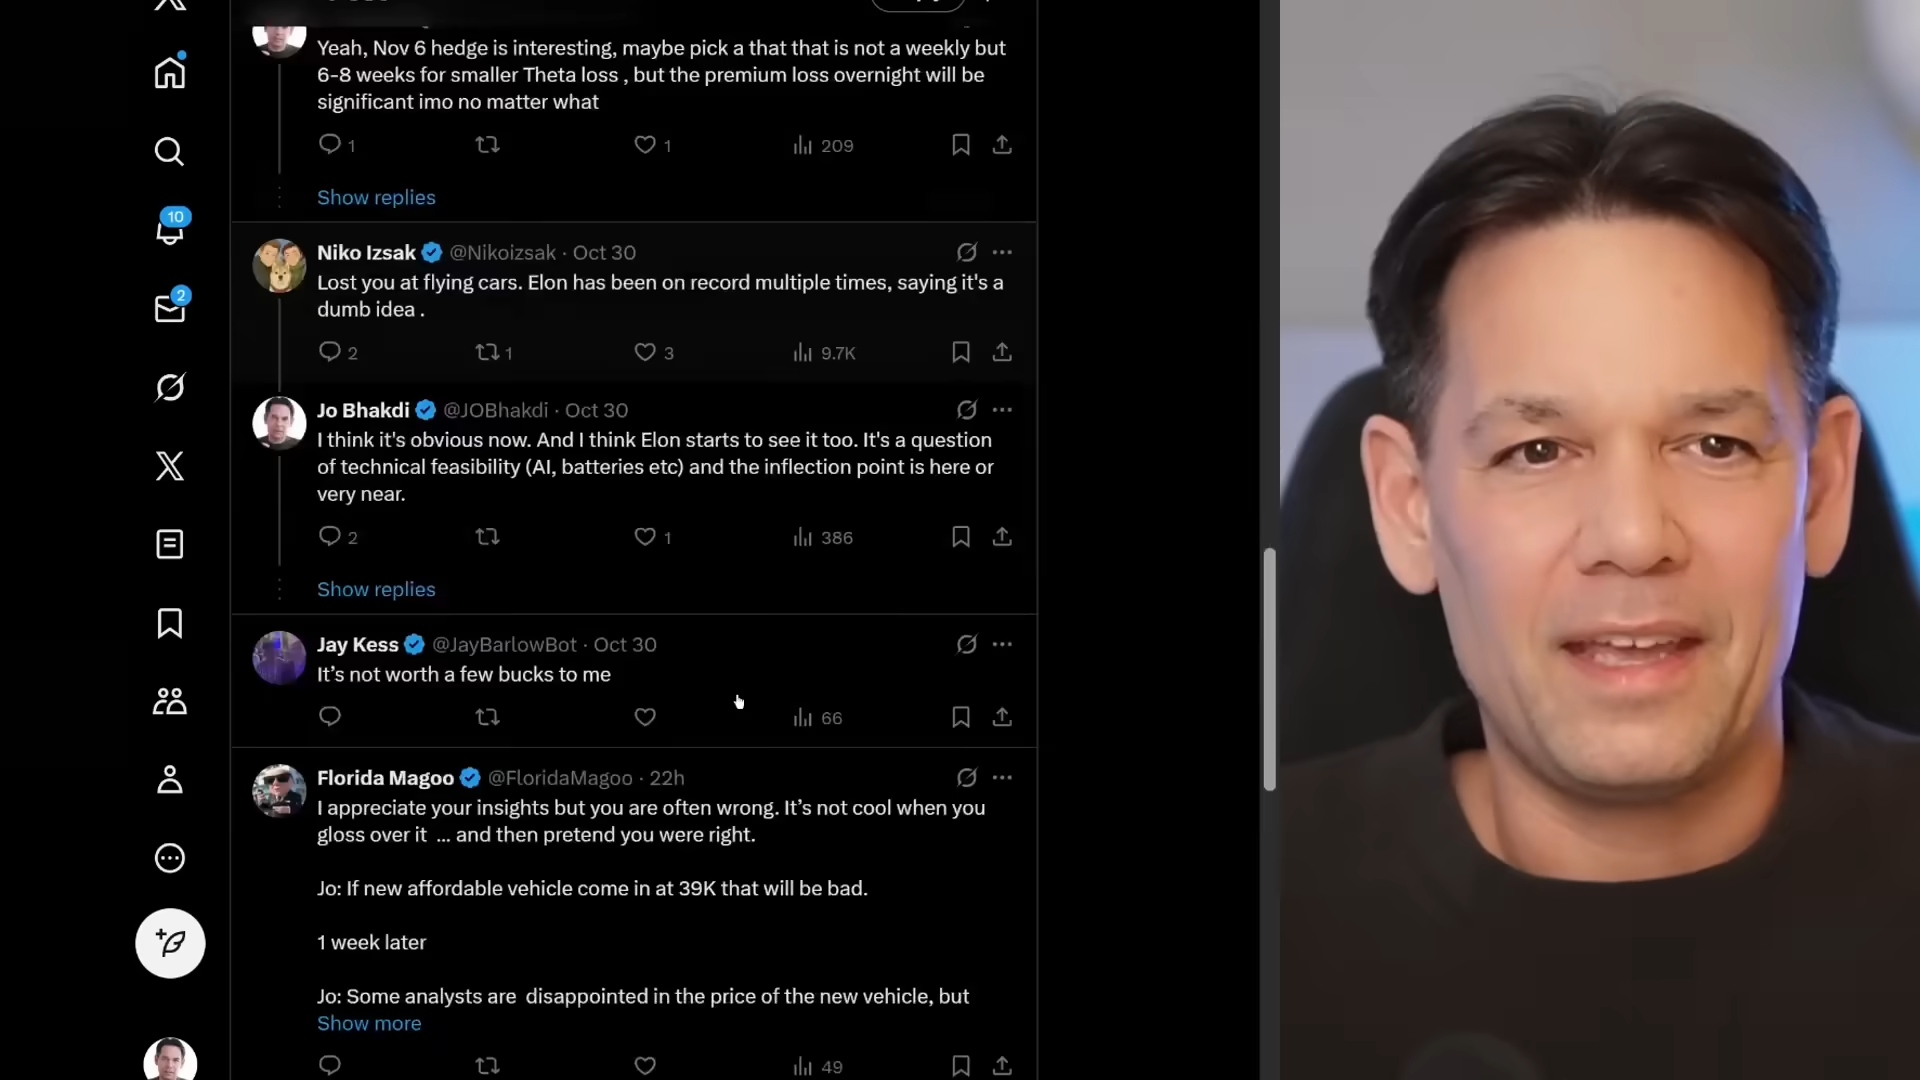 Yeah, Nov 6 hedge is interesting, maybe pick a that that is not a weekly but
6-8 weeks for smaller Theta loss , but the premium loss overnight will be
significant imo no matter what
1 1 209
Show replies
10
Niko Izsak @Nikoizsak · Oct 30
Lost you at flying cars. Elon has been on record multiple times, saying it's a
dumb idea .
2
2 1 3 9.7K
Jo Bhakdi @JOBhakdi · Oct 30
I think it's obvious now. And I think Elon starts to see it too. It's a question
of technical feasibility (AI, batteries etc) and the inflection point is here or
very near.
2 1 386
Show replies
Jay Kess @JayBarlowBot · Oct 30
It’s not worth a few bucks to me
66
Florida Magoo @FloridaMagoo · 22h
I appreciate your insights but you are often wrong. It’s not cool when you
gloss over it ... and then pretend you were right.
Jo: If new affordable vehicle come in at 39K that will be bad.
1 week later
Jo: Some analysts are disappointed in the price of the new vehicle, but
Show more
49